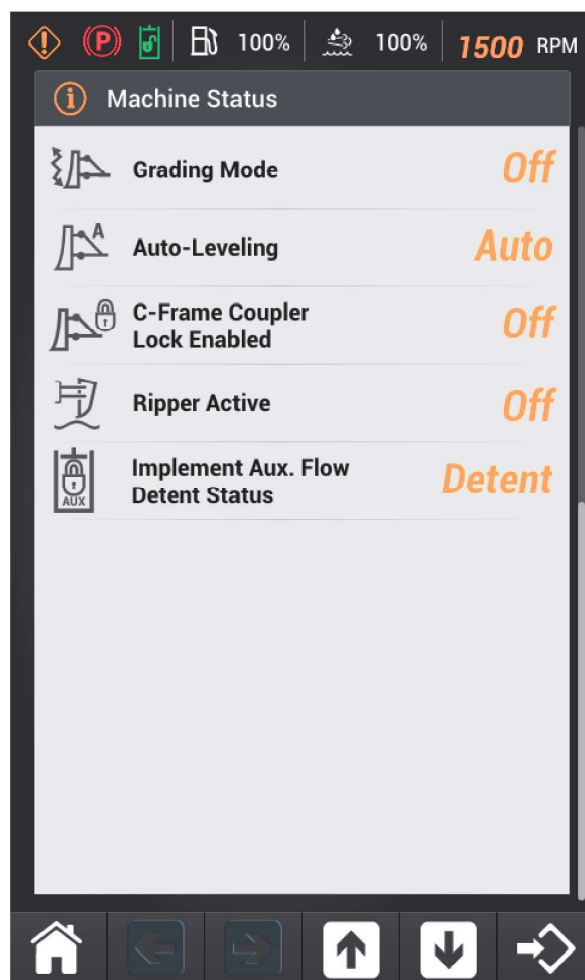 P 100% 100% 1500 RPM
i Machine Status
Grading Mode Off
A
Auto-Leveling Auto
C-Frame Coupler
Lock Enabled Off
Ripper Active Off
Implement Aux. Flow
Detent Status Detent
AUX